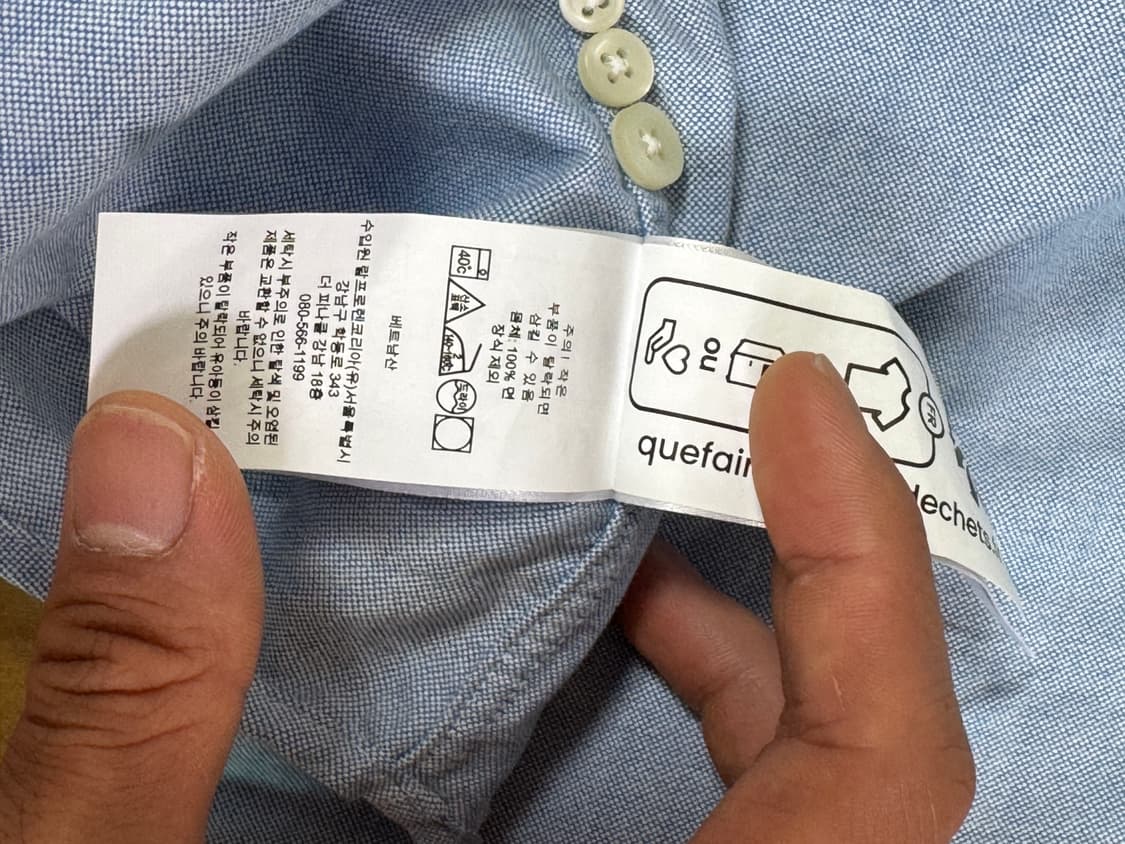 주의! 작은
부품이 탈락되면
삼킬 수 있음
몸체: 100% 면
장식 제외
40℃
산소
표백
드라이
베트남산
수입원 랄프로렌코리아(유)서울특별시
강남구 학동로 343
더 피나클 강남 18층
080-566-1199
세탁시 부주의로 인한 탈색 및 오염된
제품은 교환할 수 없으니 세탁시 주의
바랍니다.
작은 부품이 탈락되어 유아동이 삼킬
있으니 주의 바랍니다.
ou
FR
quefair
dechets